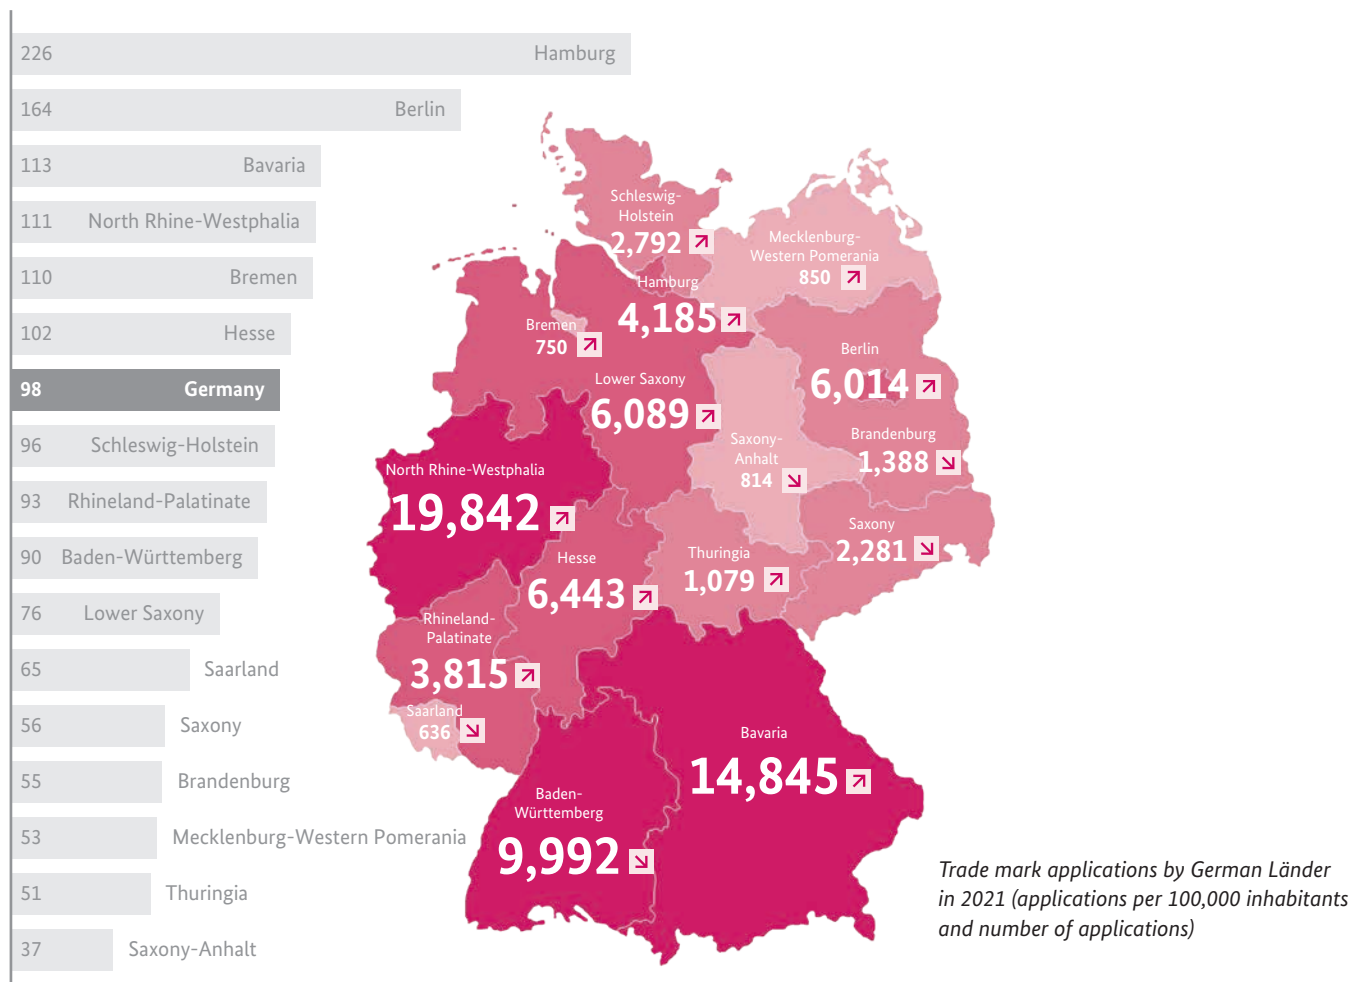 226 Hamburg
164 Berlin
113 Bavaria
111 North Rhine-Westphalia
110 Bremen
102 Hesse
98 Germany
96 Schleswig-Holstein
93 Rhineland-Palatinate
90 Baden-Württemberg
76 Lower Saxony
65 Saarland
56 Saxony
55 Brandenburg
53 Mecklenburg-Western Pomerania
51 Thuringia
37 Saxony-Anhalt
Schleswig-
Holstein
2,792
Mecklenburg-
Western Pomerania
850
Hamburg
4,185
Bremen
750
Berlin
6,014
Lower Saxony
6,089
Brandenburg
1,388
Saxony-
Anhalt
814
North Rhine-Westphalia
19,842
Saxony
2,281
Hesse
6,443
Thuringia
1,079
Rhineland-
Palatinate
3,815
Saarland
636
Bavaria
14,845
Baden-
Württemberg
9,992
Trade mark applications by German Länder
in 2021 (applications per 100,000 inhabitants
and number of applications)